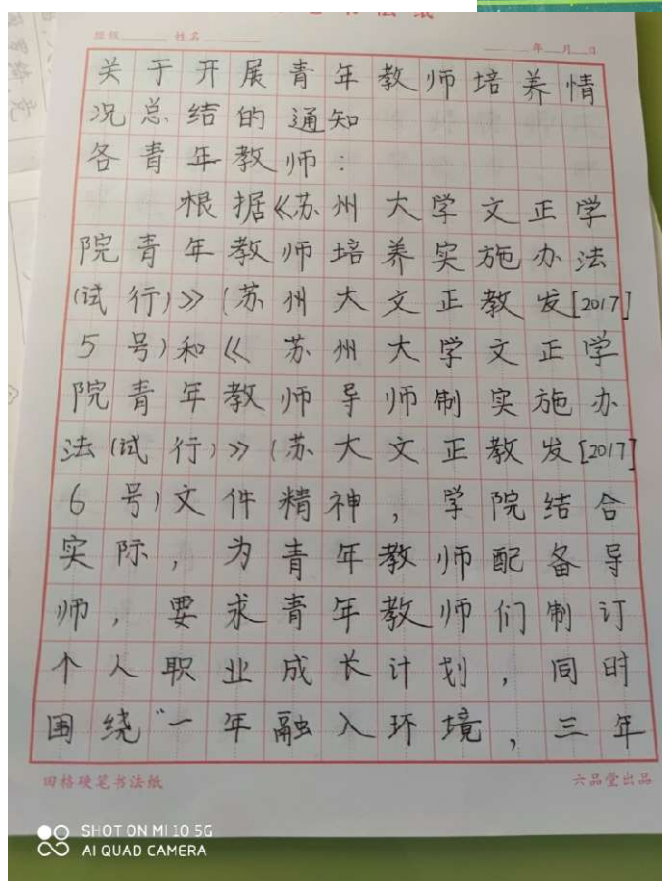 班级 姓名 年 月 日
关于开展青年教师培养情
况总结的通知
各青年教师:
根据《苏州大学文正学
院青年教师培养实施办法
(试行)》(苏州大文正教发[2017]
5号)和《苏州大学文正学
院青年教师导师制实施办
法(试行)》(苏大文正教发[2017]
6号)文件精神,学院结合
实际,为青年教师配备导
师,要求青年教师们制订
个人职业成长计划,同时
围绕“一年融入环境,三年
田格硬笔书法纸 六品堂出品
SHOT ON MI 10 5G
AI QUAD CAMERA